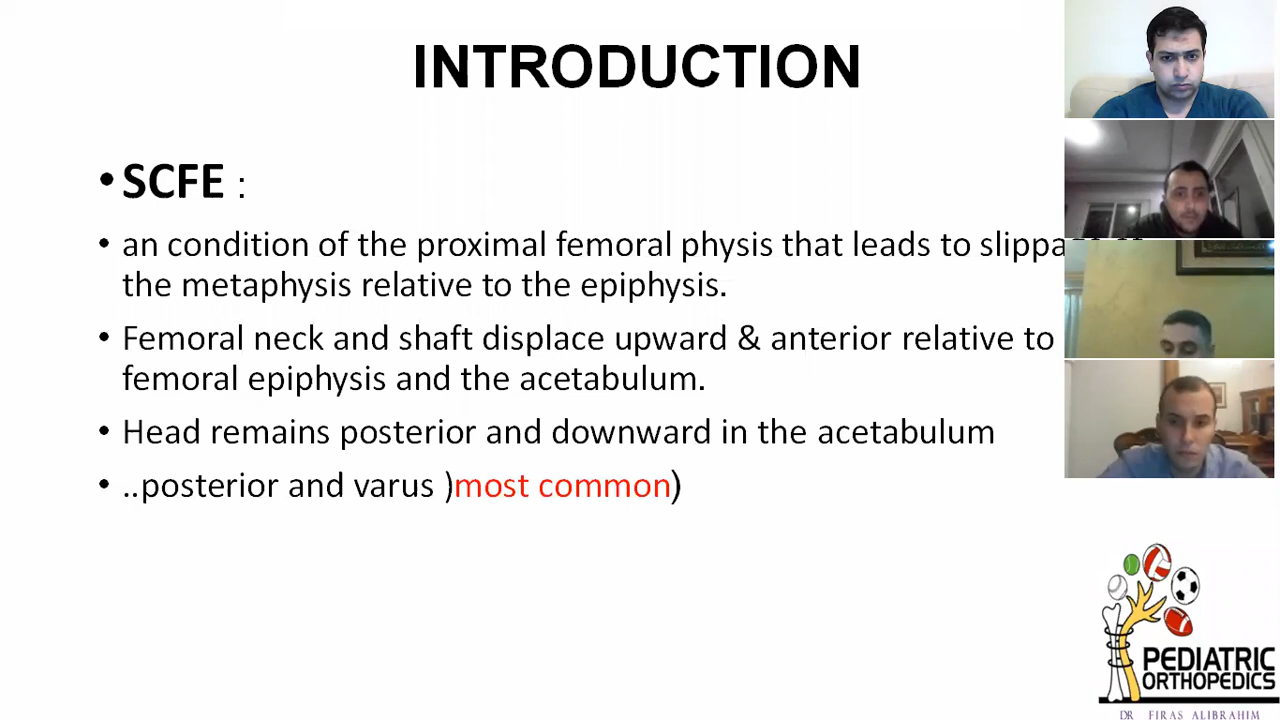 INTRODUCTION
•SCFE :
• an condition of the proximal femoral physis that leads to
the metaphysis relative to the epiphysis.
• Femoral neck and shaft displace upward & anterior relative to
femoral epiphysis and the acetabulum.
• Head remains posterior and downward in the acetabulum
• ..posterior and varus )most common)
PEDIATRIC
ORTHOPEDICS
DR FIRAS ALIBRAHIM